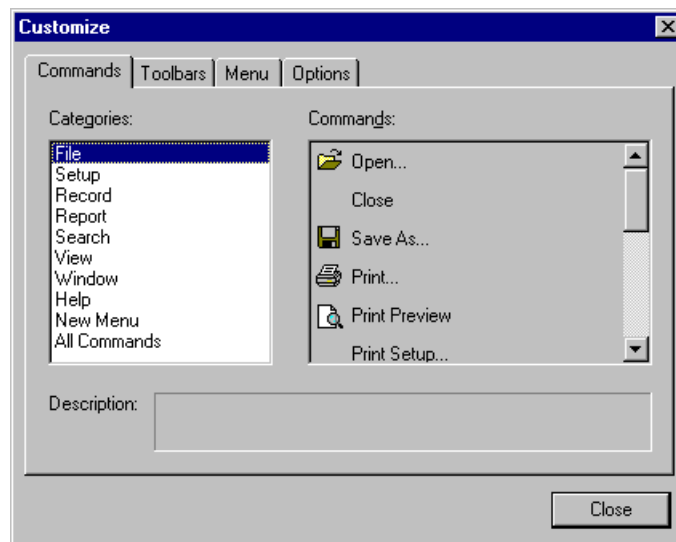 Customize
Commands Toolbars Menu Options
Categories:
File
Setup
Record
Report
Search
View
Window
Help
New Menu
All Commands
Commands:
Open...
Close
Save As...
Print...
Print Preview
Print Setup...
Description:
Close